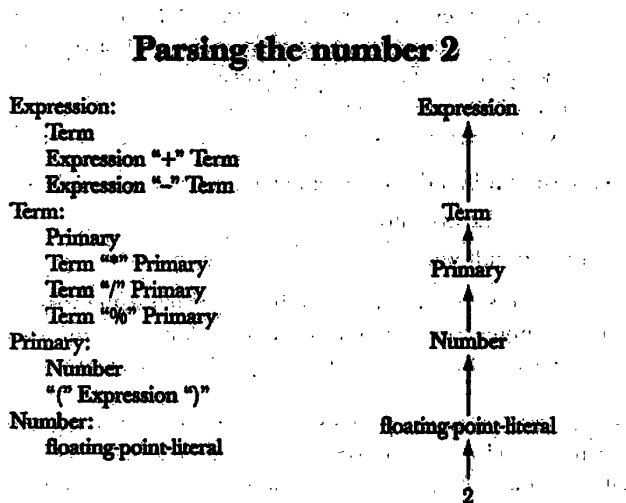 Parsing the number 2
Expression:
Term
Expression “+” Term
Expression “–” Term
Term:
Primary
Term “*” Primary
Term “/” Primary
Term “%” Primary
Primary:
Number
“(” Expression “)”
Number:
floating-point-literal
Expression
Term
Primary
Number
floating-point-literal
2